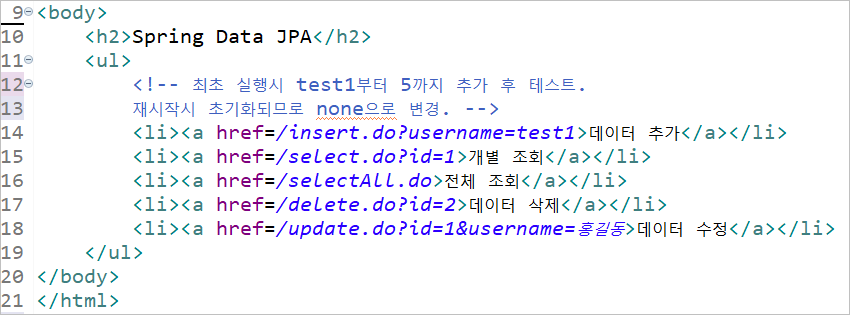 9 <body>
10 <h2>Spring Data JPA</h2>
11 <ul>
12 <!-- 최초 실행시 test1부터 5까지 추가 후 테스트.
13 재시작시 초기화되므로 none으로 변경. -->
14 <li><a href=/insert.do?username=test1>데이터 추가</a></li>
15 <li><a href=/select.do?id=1>개별 조회</a></li>
16 <li><a href=/selectAll.do>전체 조회</a></li>
17 <li><a href=/delete.do?id=2>데이터 삭제</a></li>
18 <li><a href=/update.do?id=1&username=홍길동>데이터 수정</a></li>
19 </ul>
20 </body>
21 </html>